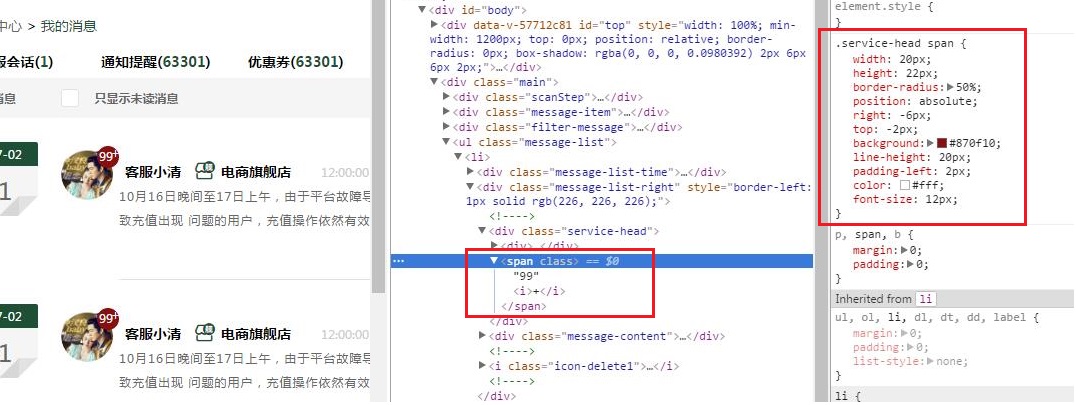 中心 > 我的消息
服会话(1) 通知提醒(63301) 优惠券(63301)
消息 只显示未读消息
7-02
1
99+
客服小清 电商旗舰店 12:00:00
10月16日晚间至17日上午，由于平台故障导
致充值出现 问题的用户，充值操作依然有效
7-02
1
99+
客服小清 电商旗舰店 12:00:00
10月16日晚间至17日上午，由于平台故障导
致充值出现 问题的用户，充值操作依然有效
▼<div id="body">
▶<div data-v-57712c81 id="top" style="width: 100%; min-
width: 1200px; top: 0px; position: relative; border-
radius: 0px; box-shadow: rgba(0, 0, 0, 0.0980392) 2px 6px
6px 2px;">…</div>
▼<div class="main">
▶<div class="scanStep">…</div>
▶<div class="message-item">…</div>
▶<div class="filter-message">…</div>
▼<ul class="message-list">
▼<li>
▶<div class="message-list-time">…</div>
▼<div class="message-list-right" style="border-left:
1px solid rgb(226, 226, 226);">
<!---->
▼<div class="service-head">
▶<div>…</div>
… ▼<span class> == $0
"99"
<i>+</i>
</span>
</div>
▶<div class="message-content">…</div>
<!---->
▶<i class="icon-delete1">…</i>
<!---->
</div>
element.style {
}
.service-head span {
width: 20px;
height: 22px;
border-radius:▶50%;
position: absolute;
right: -6px;
top: -2px;
background:▶#870f10;
line-height: 20px;
padding-left: 2px;
color: #fff;
font-size: 12px;
}
p, span, b {
margin:▶0;
padding:▶0;
}
Inherited from li
ul, ol, li, dl, dt, dd, label {
margin:▶0;
padding:▶0;
list-style:▶none;
}
li {